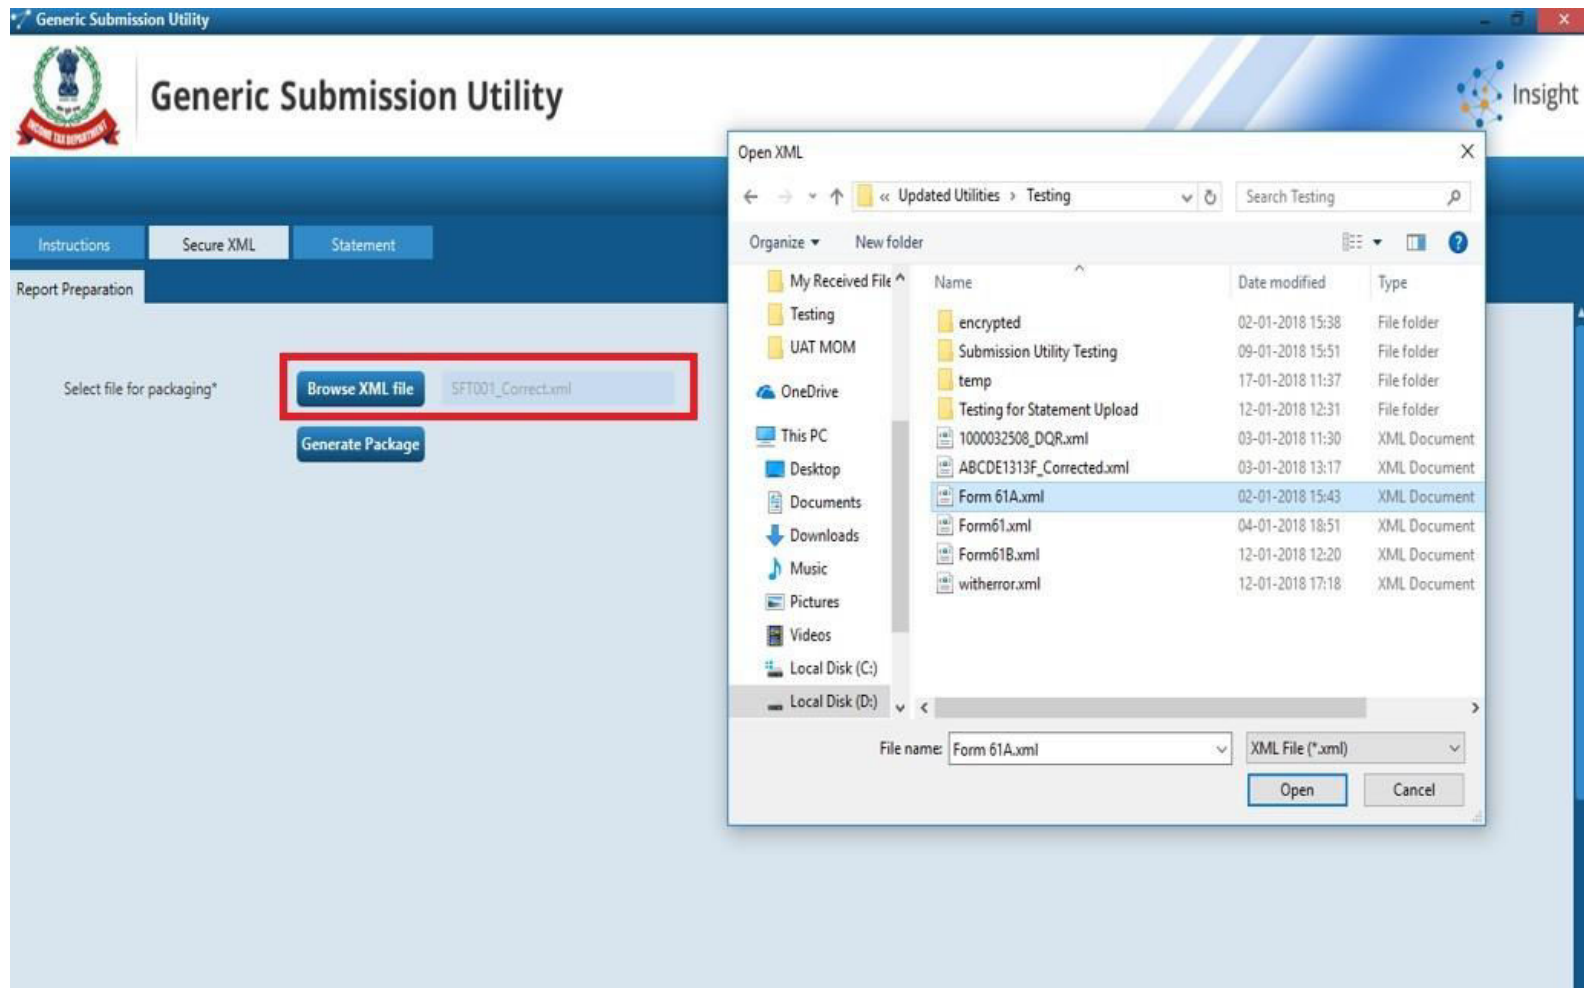 Generic Submission Utility
INCOME TAX DEPARTMENT
Generic Submission Utility
Insight
Instructions
Secure XML
Statement
Report Preparation
Select file for packaging*
Browse XML file
SFT001_Correct.xml
Generate Package
Open XML
« Updated Utilities > Testing
Search Testing
Organize
New folder
My Received File
Testing
UAT MOM
OneDrive
This PC
Desktop
Documents
Downloads
Music
Pictures
Videos
Local Disk (C:)
Local Disk (D:)
Name Date modified Type
encrypted 02-01-2018 15:38 File folder
Submission Utility Testing 09-01-2018 15:51 File folder
temp 17-01-2018 11:37 File folder
Testing for Statement Upload 12-01-2018 12:31 File folder
1000032508_DQR.xml 03-01-2018 11:30 XML Document
ABCDE1313F_Corrected.xml 03-01-2018 13:17 XML Document
Form 61A.xml 02-01-2018 15:43 XML Document
Form61.xml 04-01-2018 18:51 XML Document
Form61B.xml 12-01-2018 12:20 XML Document
witherror.xml 12-01-2018 17:18 XML Document
File name: Form 61A.xml
XML File (*.xml)
Open
Cancel